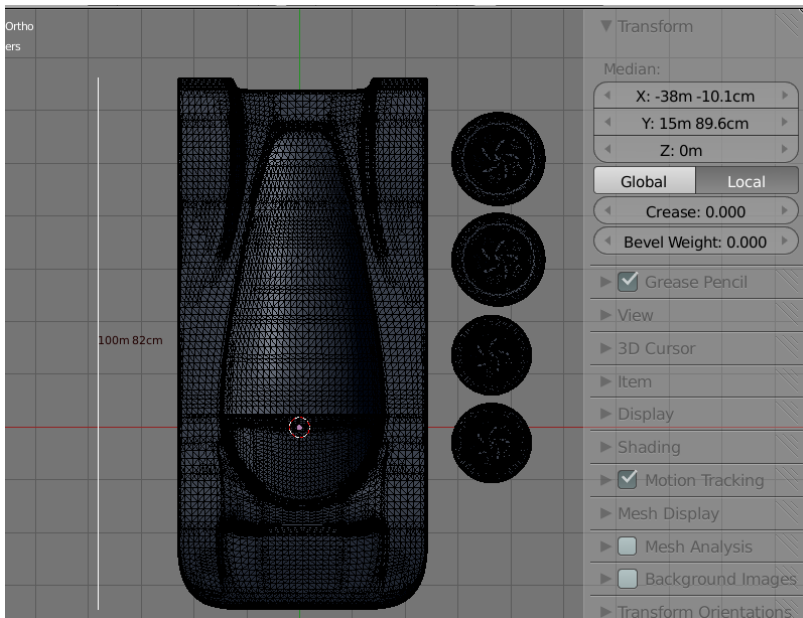 Ortho
ers
Transform
Median:
X: -38m -10.1cm
Y: 15m 89.6cm
Z: 0m
Global Local
Crease: 0.000
Bevel Weight: 0.000
Grease Pencil
View
100m 82cm
3D Cursor
Item
Display
Shading
Motion Tracking
Mesh Display
Mesh Analysis
Background Images
Transform Orientations